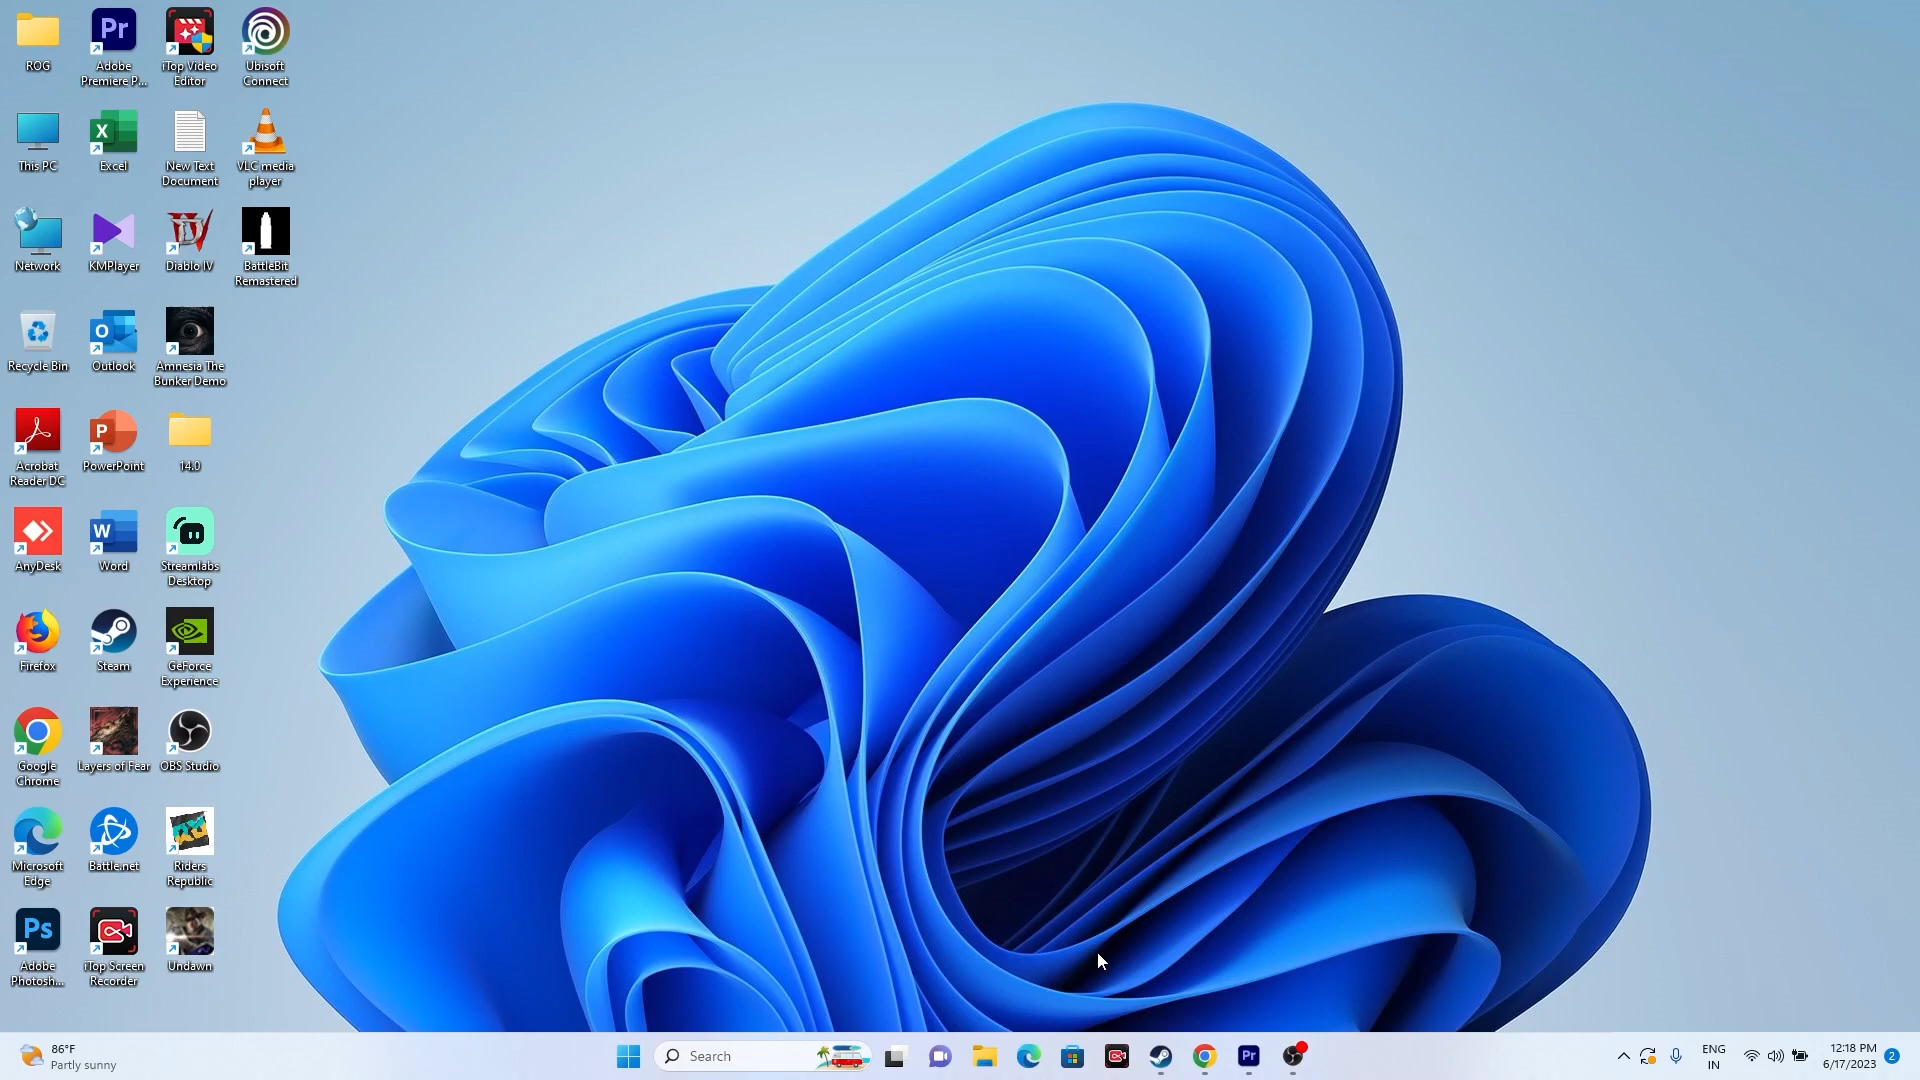 ROG
Adobe
Premiere P...
iTop Video
Editor
Ubisoft
Connect
This PC
Excel
New Text
Document
VLC media
player
Network
KMPlayer
Diablo IV
BattleBit
Remastered
Recycle Bin
Outlook
Amnesia The
Bunker Demo
Acrobat
Reader DC
PowerPoint
14.0
AnyDesk
Word
Streamlabs
Desktop
Firefox
Steam
GeForce
Experience
Google
Chrome
Layers of Fear
OBS Studio
Microsoft
Edge
Battle.net
Riders
Republic
Adobe
Photosh...
iTop Screen
Recorder
Undawn
86°F
Partly sunny
Search
ENG
IN
12:18 PM
6/17/2023
2